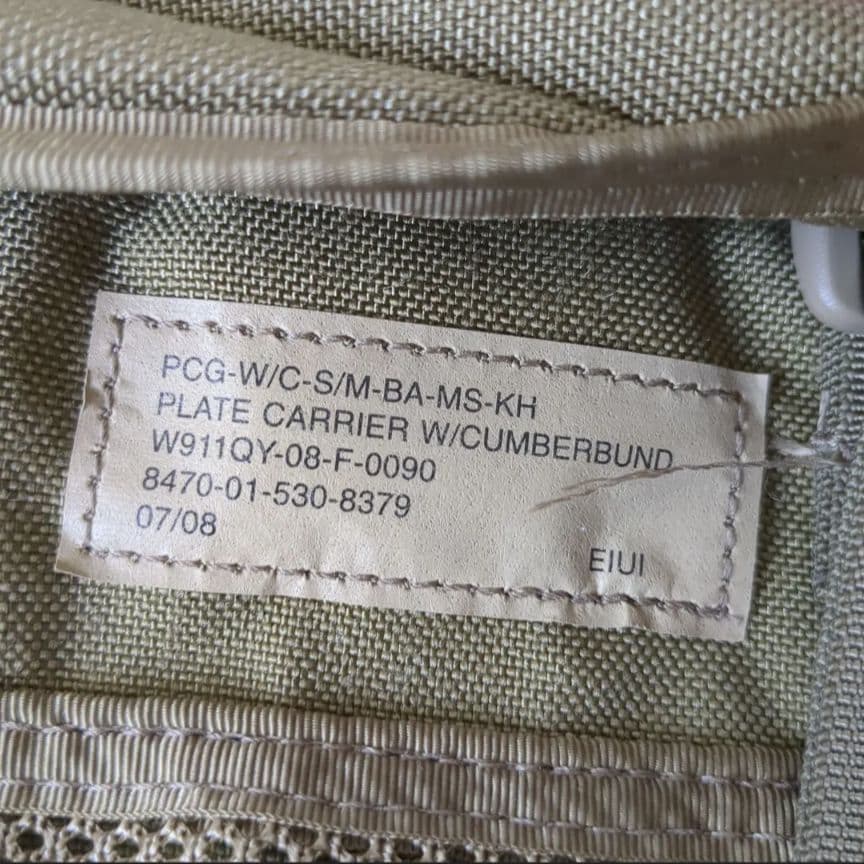 PCG-W/C-S/M-BA-MS-KH
PLATE CARRIER W/CUMBERBUND
W911QY-08-F-0090
8470-01-530-8379
07/08
EIUI